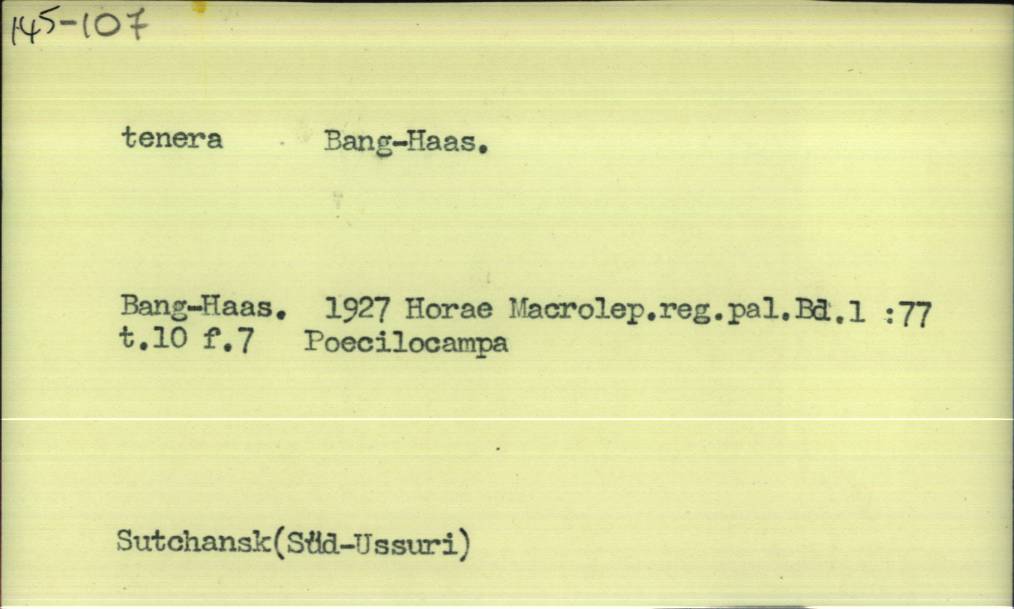 145-107
tenera Bang-Haas.
Bang-Haas. 1927 Horae Macrolep.reg.pal.Bd.1 :77
t.10 f.7 Poecilocampa
Sutchansk(Süd-Ussuri)